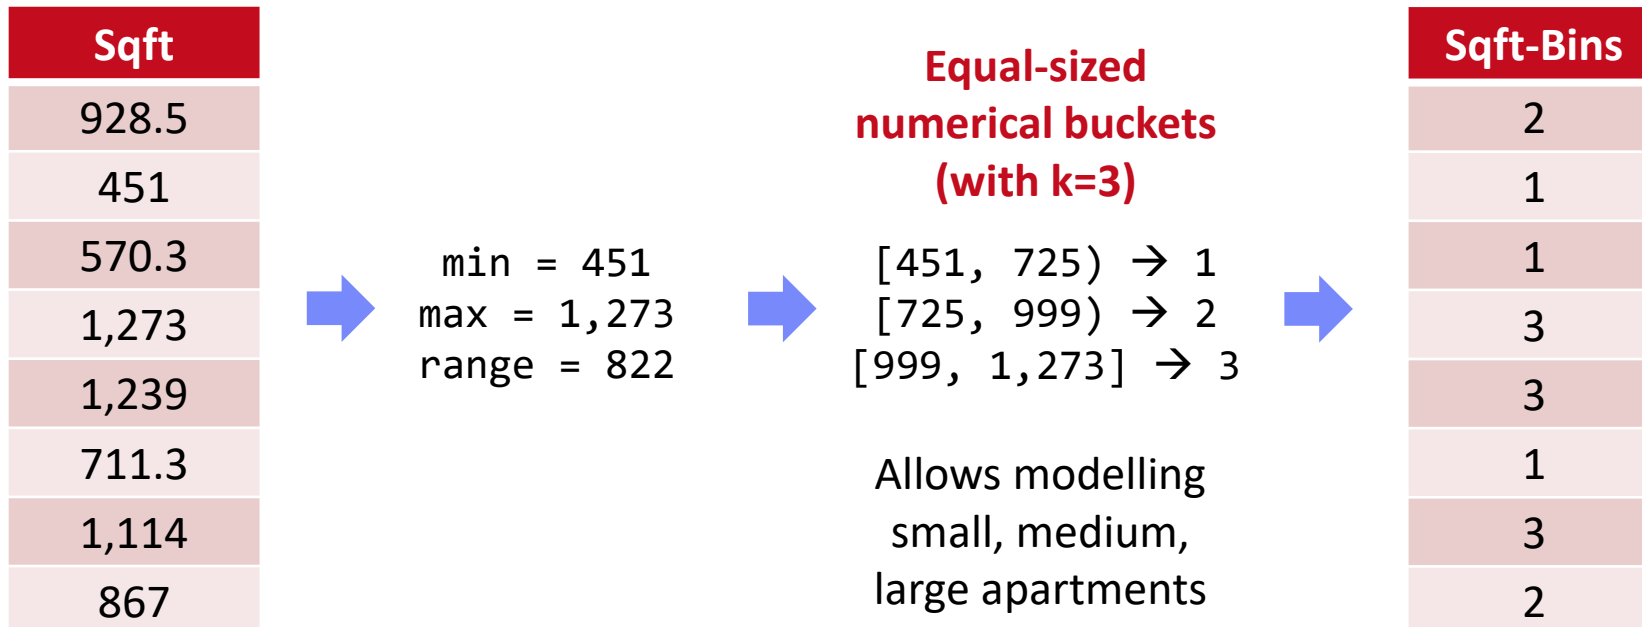 Sqft
928.5
451
570.3
1,273
1,239
711.3
1,114
867
min = 451
max = 1,273
range = 822
Equal-sized
numerical buckets
(with k=3)
[451, 725) → 1
[725, 999) → 2
[999, 1,273] → 3
Allows modelling
small, medium,
large apartments
Sqft-Bins
2
1
1
3
3
1
3
2